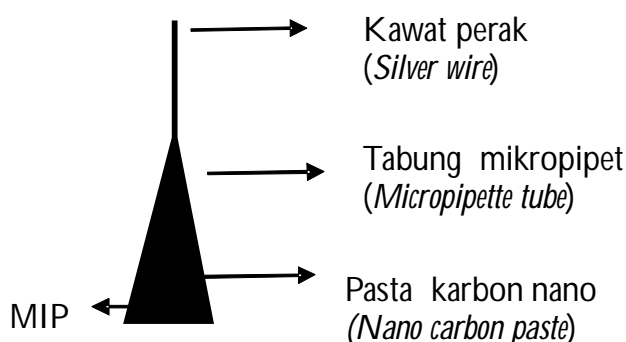 Kawat perak
(Silver wire)
Tabung mikropipet
(Micropipette tube)
Pasta karbon nano
(Nano carbon paste)
MIP